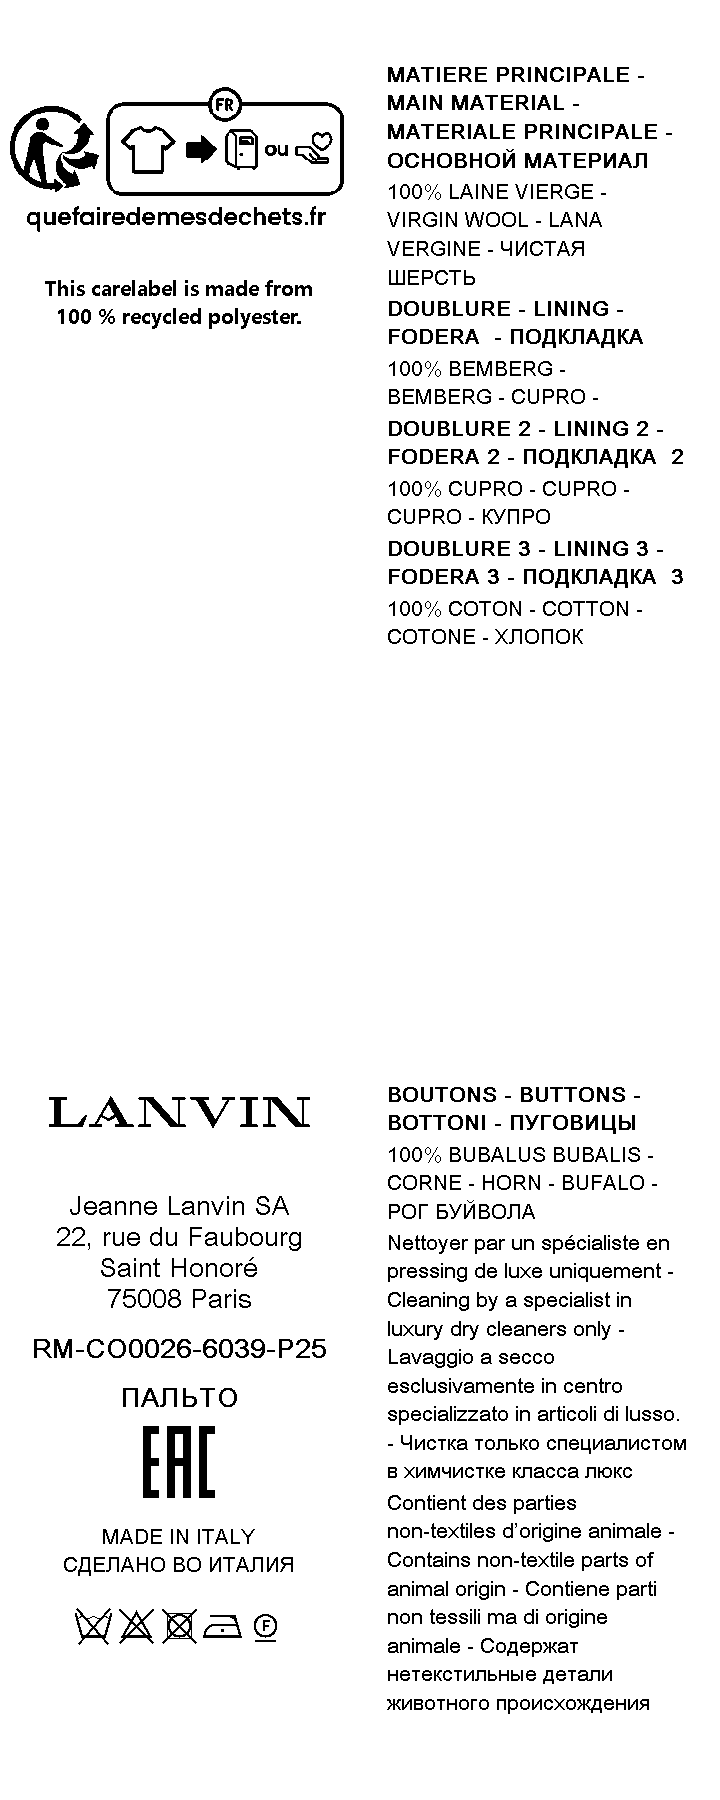 FR
ou
quefairedemesdechets.fr
This carelabel is made from
100 % recycled polyester.
MATIERE PRINCIPALE -
MAIN MATERIAL -
MATERIALE PRINCIPALE -
ОСНОВНОЙ МАТЕРИАЛ
100% LAINE VIERGE -
VIRGIN WOOL - LANA
VERGINE - ЧИСТАЯ
ШЕРСТЬ
DOUBLURE - LINING -
FODERA  - ПОДКЛАДКА
100% BEMBERG -
BEMBERG - CUPRO -
DOUBLURE 2 - LINING 2 -
FODERA 2 - ПОДКЛАДКА  2
100% CUPRO - CUPRO -
CUPRO - КУПРО
DOUBLURE 3 - LINING 3 -
FODERA 3 - ПОДКЛАДКА  3
100% COTON - COTTON -
COTONE - ХЛОПОК
LANVIN
Jeanne Lanvin SA
22, rue du Faubourg
Saint Honoré
75008 Paris
RM-CO0026-6039-P25
ПАЛЬТО
EAC
MADE IN ITALY
СДЕЛАНО ВО ИТАЛИЯ
F
BOUTONS - BUTTONS -
BOTTONI - ПУГОВИЦЫ
100% BUBALUS BUBALIS -
CORNE - HORN - BUFALO -
РОГ БУЙВОЛА
Nettoyer par un spécialiste en
pressing de luxe uniquement -
Cleaning by a specialist in
luxury dry cleaners only -
Lavaggio a secco
esclusivamente in centro
specializzato in articoli di lusso.
- Чистка только специалистом
в химчистке класса люкс
Contient des parties
non-textiles d'origine animale -
Contains non-textile parts of
animal origin - Contiene parti
non tessili ma di origine
animale - Содержат
нетекстильные детали
животного происхождения